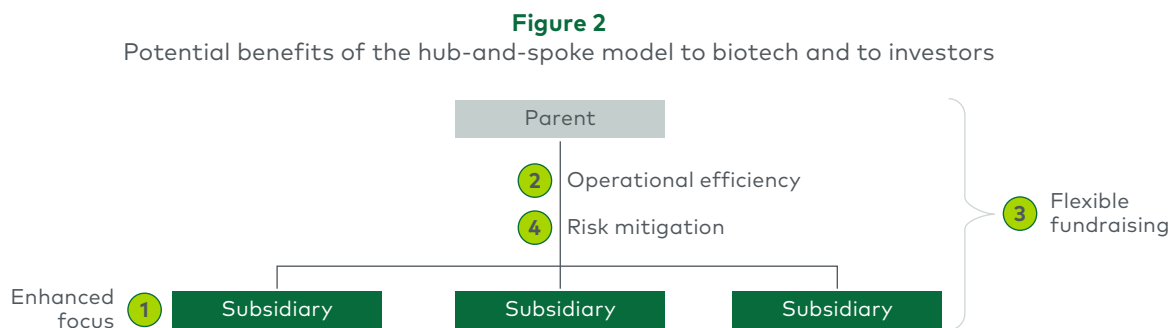 Figure 2
Potential benefits of the hub-and-spoke model to biotech and to investors
Parent
2 Operational efficiency
4 Risk mitigation
3 Flexible
fundraising
Enhanced
focus
1
Subsidiary
Subsidiary
Subsidiary